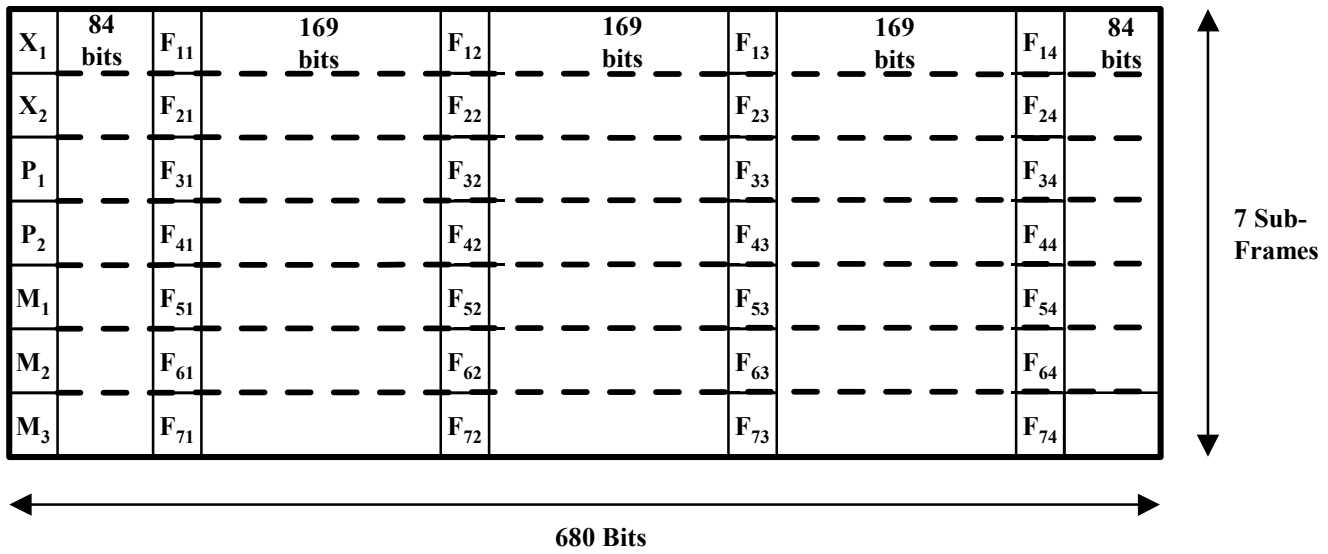 X₁ 84 bits F₁₁ 169 bits F₁₂ 169 bits F₁₃ 169 bits F₁₄ 84 bits
X₂ F₂₁ F₂₂ F₂₃ F₂₄
P₁ F₃₁ F₃₂ F₃₃ F₃₄
P₂ F₄₁ F₄₂ F₄₃ F₄₄
M₁ F₅₁ F₅₂ F₅₃ F₅₄
M₂ F₆₁ F₆₂ F₆₃ F₆₄
M₃ F₇₁ F₇₂ F₇₃ F₇₄
7 Sub-
Frames
680 Bits